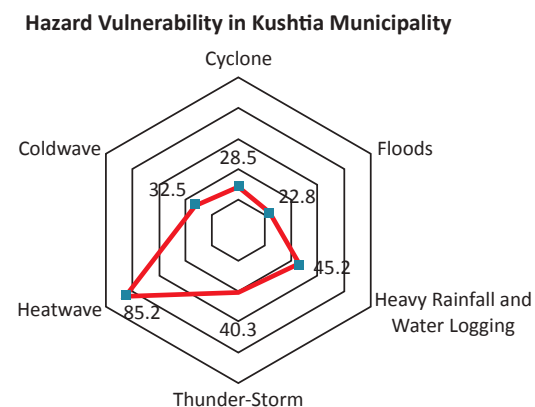 Hazard Vulnerability in Kushtia Municipality
Cyclone
Coldwave
Floods
28.5
32.5
22.8
45.2
Heatwave
85.2
Heavy Rainfall and
Water Logging
40.3
Thunder-Storm